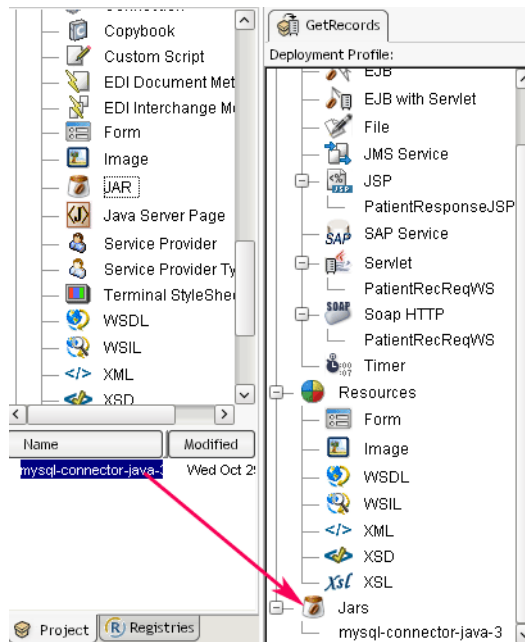 Connection
Copybook
Custom Script
EDI Document Met
EDI Interchange M
Form
Image
JAR
Java Server Page
Service Provider
Service Provider Ty
Terminal StyleShe
WSDL
WSIL
XML
XSD
Name
Modified
mysql-connector-java-3
Wed Oct 2
Project
Registries
GetRecords
Deployment Profile:
EJB
EJB with Servlet
File
JMS Service
JSP
PatientResponseJSP
SAP Service
Servlet
PatientRecReqWS
Soap HTTP
PatientRecReqWS
Timer
Resources
Form
Image
WSDL
WSIL
XML
XSD
XSL
Jars
mysql-connector-java-3